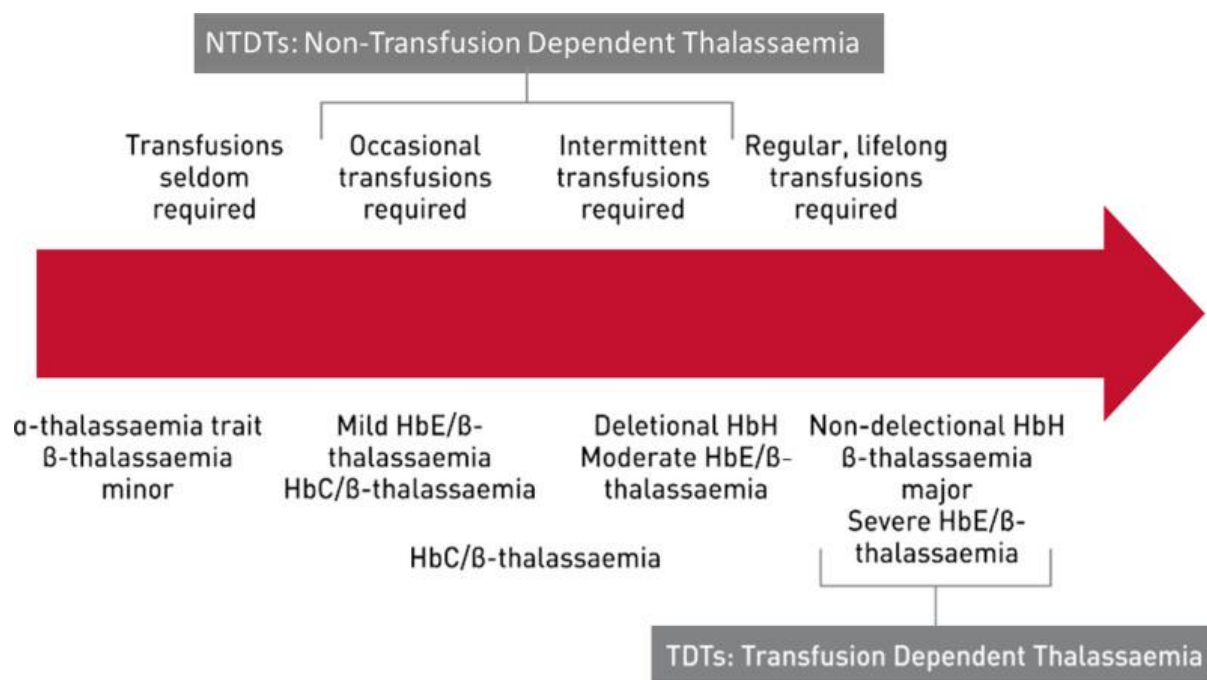 NTDTs: Non-Transfusion Dependent Thalassaemia
Transfusions
seldom
required
Occasional
transfusions
required
Intermittent
transfusions
required
Regular, lifelong
transfusions
required
α-thalassaemia trait
ß-thalassaemia
minor
Mild HbE/ß-
thalassaemia
HbC/ß-thalassaemia
Deletional HbH
Moderate HbE/ß-
thalassaemia
Non-delectional HbH
ß-thalassaemia
major
Severe HbE/ß-
thalassaemia
HbC/ß-thalassaemia
TDTs: Transfusion Dependent Thalassaemia